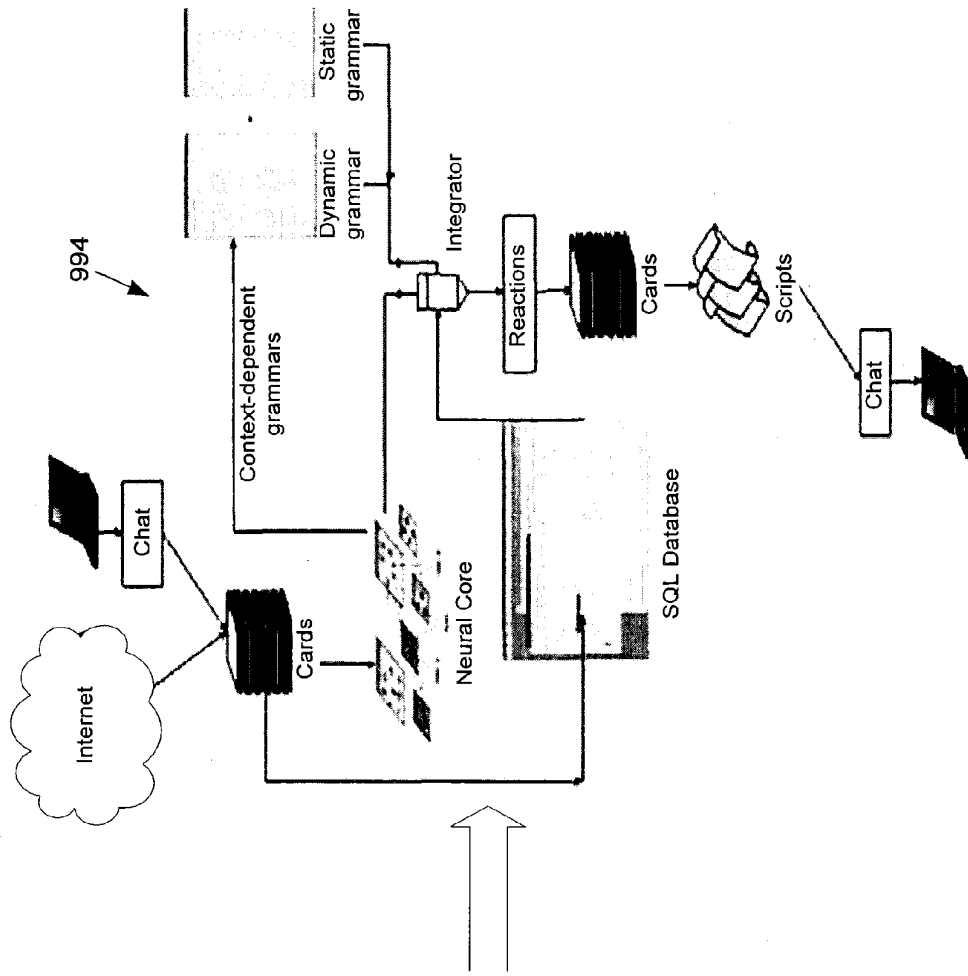 994
Internet
Chat
Cards
Neural Core
Context-dependent
grammars
Dynamic
grammar
Static
grammar
Integrator
SQL Database
Reactions
Cards
Scripts
Chat